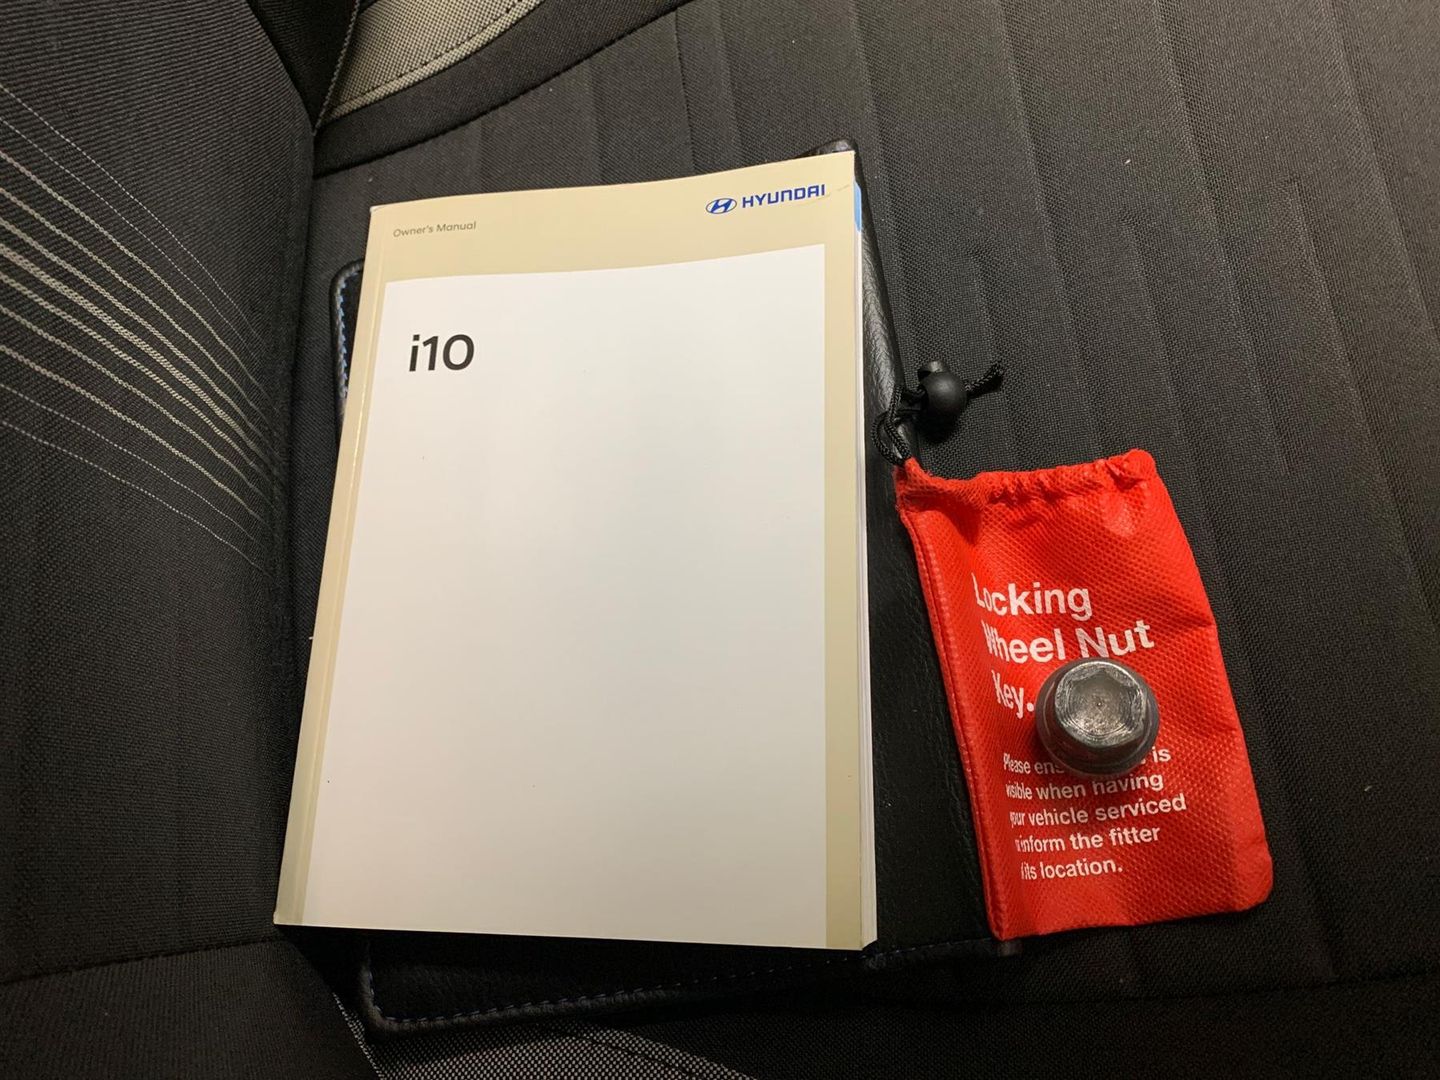 Owner's Manual
HYUNDAI
i10
Locking
Wheel Nut
Key.
Please is
visible when having
your vehicle serviced
inform the fitter
its location.